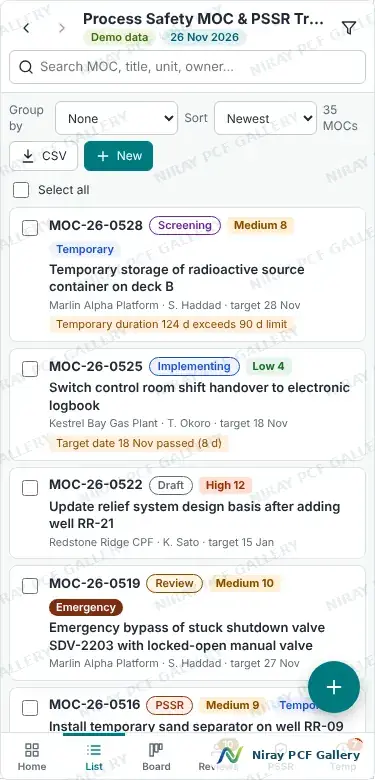 Process Safety MOC & PSSR Tr...
Demo data 26 Nov 2026
Search MOC, title, unit, owner...
Group by None Sort Newest 35 MOCs
CSV + New
Select all
MOC-26-0528 Screening Medium 8
Temporary
Temporary storage of radioactive source
container on deck B
Marlin Alpha Platform · S. Haddad · target 28 Nov
Temporary duration 124 d exceeds 90 d limit
MOC-26-0525 Implementing Low 4
Switch control room shift handover to electronic
logbook
Kestrel Bay Gas Plant · T. Okoro · target 18 Nov
Target date 18 Nov passed (8 d)
MOC-26-0522 Draft High 12
Update relief system design basis after adding
well RR-21
Redstone Ridge CPF · K. Sato · target 15 Jan
MOC-26-0519 Review Medium 10
Emergency
Emergency bypass of stuck shutdown valve
SDV-2203 with locked-open manual valve
Marlin Alpha Platform · S. Haddad · target 27 Nov
MOC-26-0516 PSSR Medium 9
Install temporary sand separator on well RR-09
Home List Board PSSR Temp
Niray PCF Gallery
NIRAY PCF GALLERY